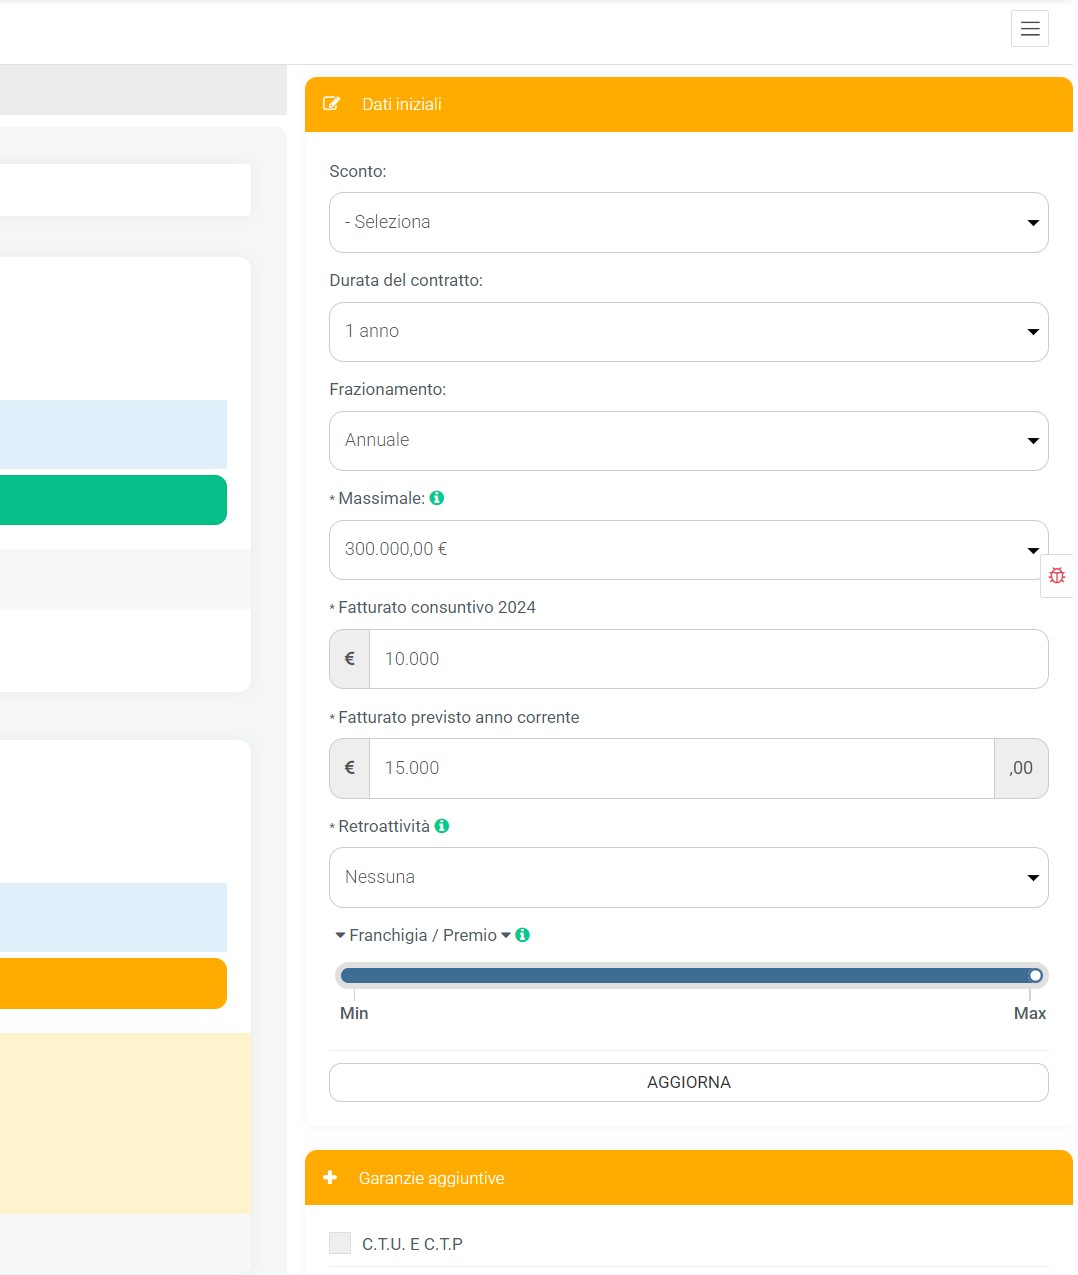 Dati iniziali
Sconto:
- Seleziona
Durata del contratto:
1 anno
Frazionamento:
Annuale
* Massimale:
300.000,00 €
* Fatturato consuntivo 2024
€ 10.000
* Fatturato previsto anno corrente
€ 15.000 ,00
* Retroattività
Nessuna
Franchigia / Premio
Min Max
AGGIORNA
Garanzie aggiuntive
C.T.U. E C.T.P